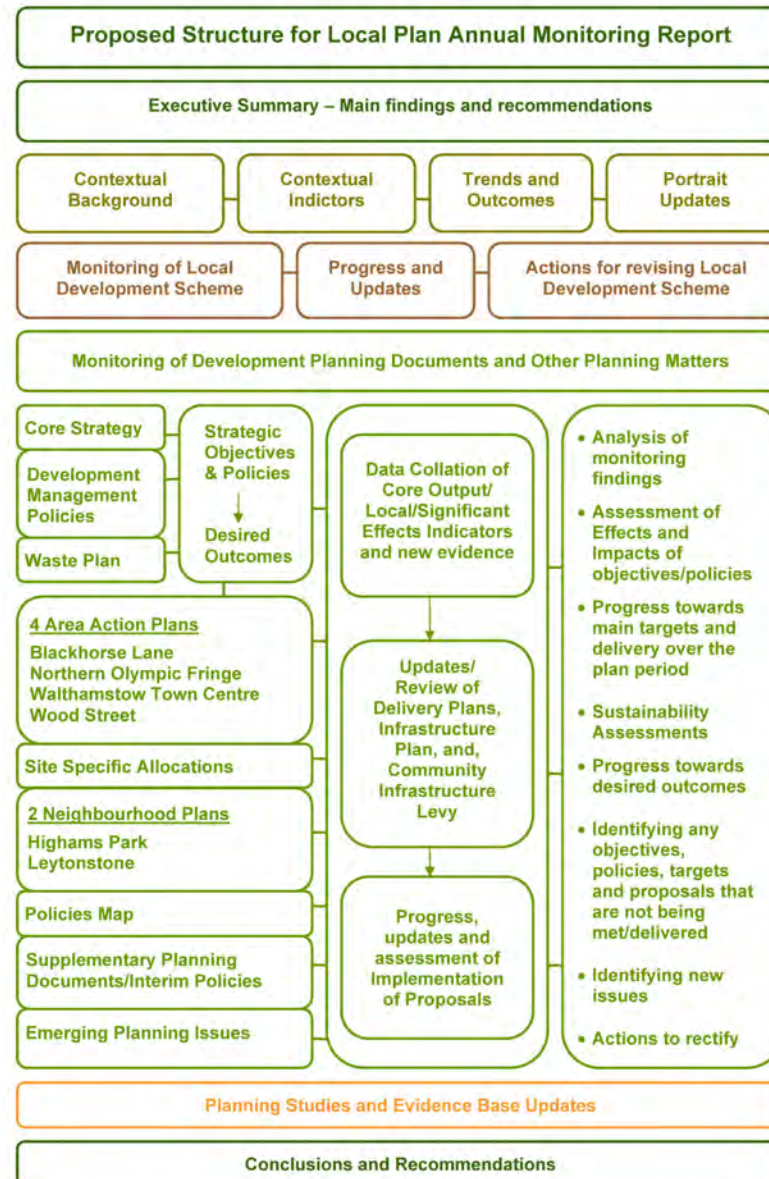 Proposed Structure for Local Plan Annual Monitoring Report
Executive Summary – Main findings and recommendations
Contextual
Background
Contextual
Indictors
Trends and
Outcomes
Portrait
Updates
Monitoring of Local
Development Scheme
Progress and
Updates
Actions for revising Local
Development Scheme
Monitoring of Development Planning Documents and Other Planning Matters
Core Strategy
Development
Management
Policies
Waste Plan
Strategic
Objectives
& Policies
Desired
Outcomes
4 Area Action Plans
Blackhorse Lane
Northern Olympic Fringe
Walthamstow Town Centre
Wood Street
Site Specific Allocations
2 Neighbourhood Plans
Highams Park
Leytonstone
Policies Map
Supplementary Planning
Documents/Interim Policies
Emerging Planning Issues
Data Collation of
Core Output/
Local/Significant
Effects Indicators
and new evidence
Updates/
Review of
Delivery Plans,
Infrastructure
Plan, and,
Community
Infrastructure
Levy
Progress,
updates and
assessment of
Implementation
of Proposals
• Analysis of
monitoring
findings
• Assessment of
Effects and
Impacts of
objectives/policies
• Progress towards
main targets and
delivery over the
plan period
• Sustainability
Assessments
• Progress towards
desired outcomes
• Identifying any
objectives,
policies, targets
and proposals that
are not being
met/delivered
• Identifying new
issues
• Actions to rectify
Planning Studies and Evidence Base Updates
Conclusions and Recommendations